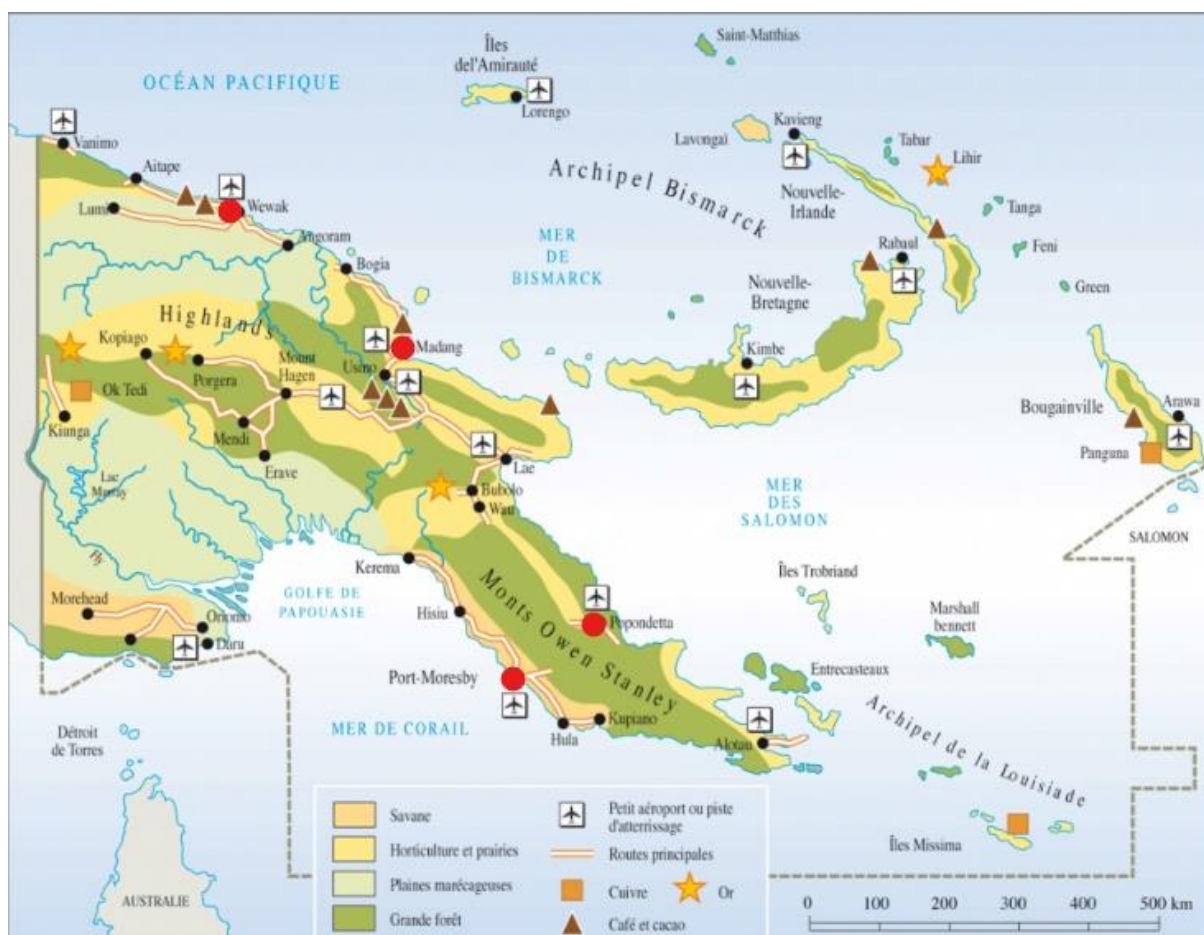 Saint-Matthias
Îles
del'Amirauté
OCÉAN PACIFIQUE
Lorengo
Kavieng
Lavongaï
Tabar
Lihir
Vanimo
Aitape
Archipel Bismarck
Nouvelle-
Irlande
Tanga
Lumi
Wewak
Angoram
MER
DE
BISMARCK
Rabaul
Feni
Bogia
Nouvelle-
Bretagne
Green
Highlands
Kopiago
Porgera
Mount
Hagen
Usino
Madang
Kimbe
Ok Tedi
Kiunga
Mendi
Erave
Bougainville
Arawa
Panguna
Lae
Bubolo
Wau
Lac
Murray
MER
DES
SALOMON
SALOMON
Fly
Kerema
GOLFE DE
PAPOUASIE
Îles Trobriand
Morehead
Oriomo
Daru
Hisiu
Monts Owen Stanley
Popondetta
Marshall
bennett
Entrecasteaux
Port-Moresby
Archipel de la Louisiade
Détroit
de Torres
MER DE CORAIL
Hula
Kupiano
Alotau
Îles Missima
AUSTRALIE
Savane
Horticulture et prairies
Plaines marécageuses
Grande forêt
Petit aéroport ou piste
d'atterrissage
Routes principales
Cuivre
Or
Café et cacao
0 100 200 300 400 500 km